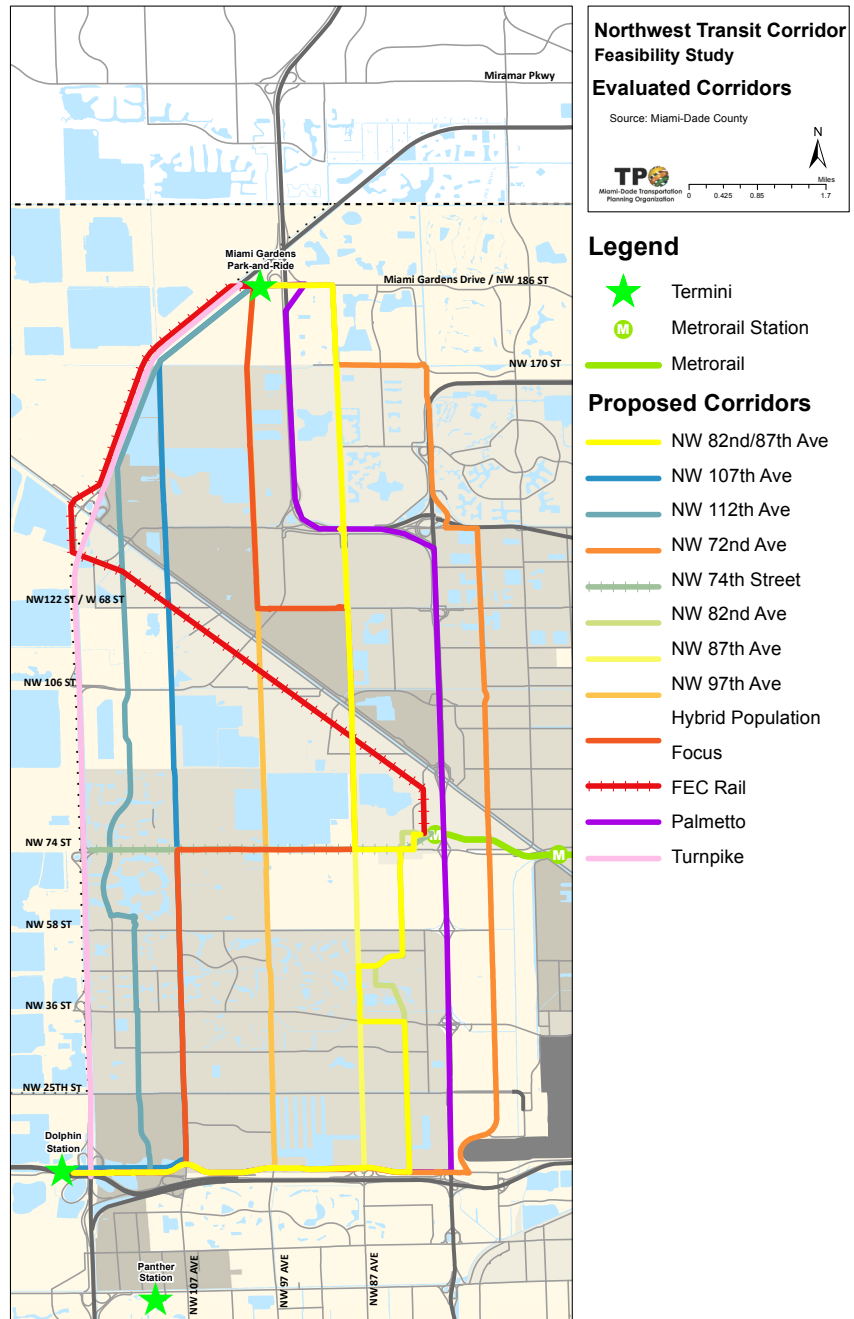 Northwest Transit Corridor
Feasibility Study
Evaluated Corridors
Source: Miami-Dade County
N
TPO
Miami-Dade Transportation
Planning Organization
Miles
0 0.425 0.85 1.7
Legend
Termini
M Metrorail Station
Metrorail
Proposed Corridors
NW 82nd/87th Ave
NW 107th Ave
NW 112th Ave
NW 72nd Ave
NW 74th Street
NW 82nd Ave
NW 87th Ave
NW 97th Ave
Hybrid Population
Focus
FEC Rail
Palmetto
Turnpike
Miramar Pkwy
Miami Gardens
Park-and-Ride
Miami Gardens Drive / NW 186 ST
NW 170 ST
NW122 ST / W 68 ST
NW 106 ST
M
NW 74 ST
M
NW 58 ST
NW 36 ST
NW 25TH ST
Dolphin
Station
Panther
Station
NW 107 AVE
NW 97 AVE
NW 87 AVE